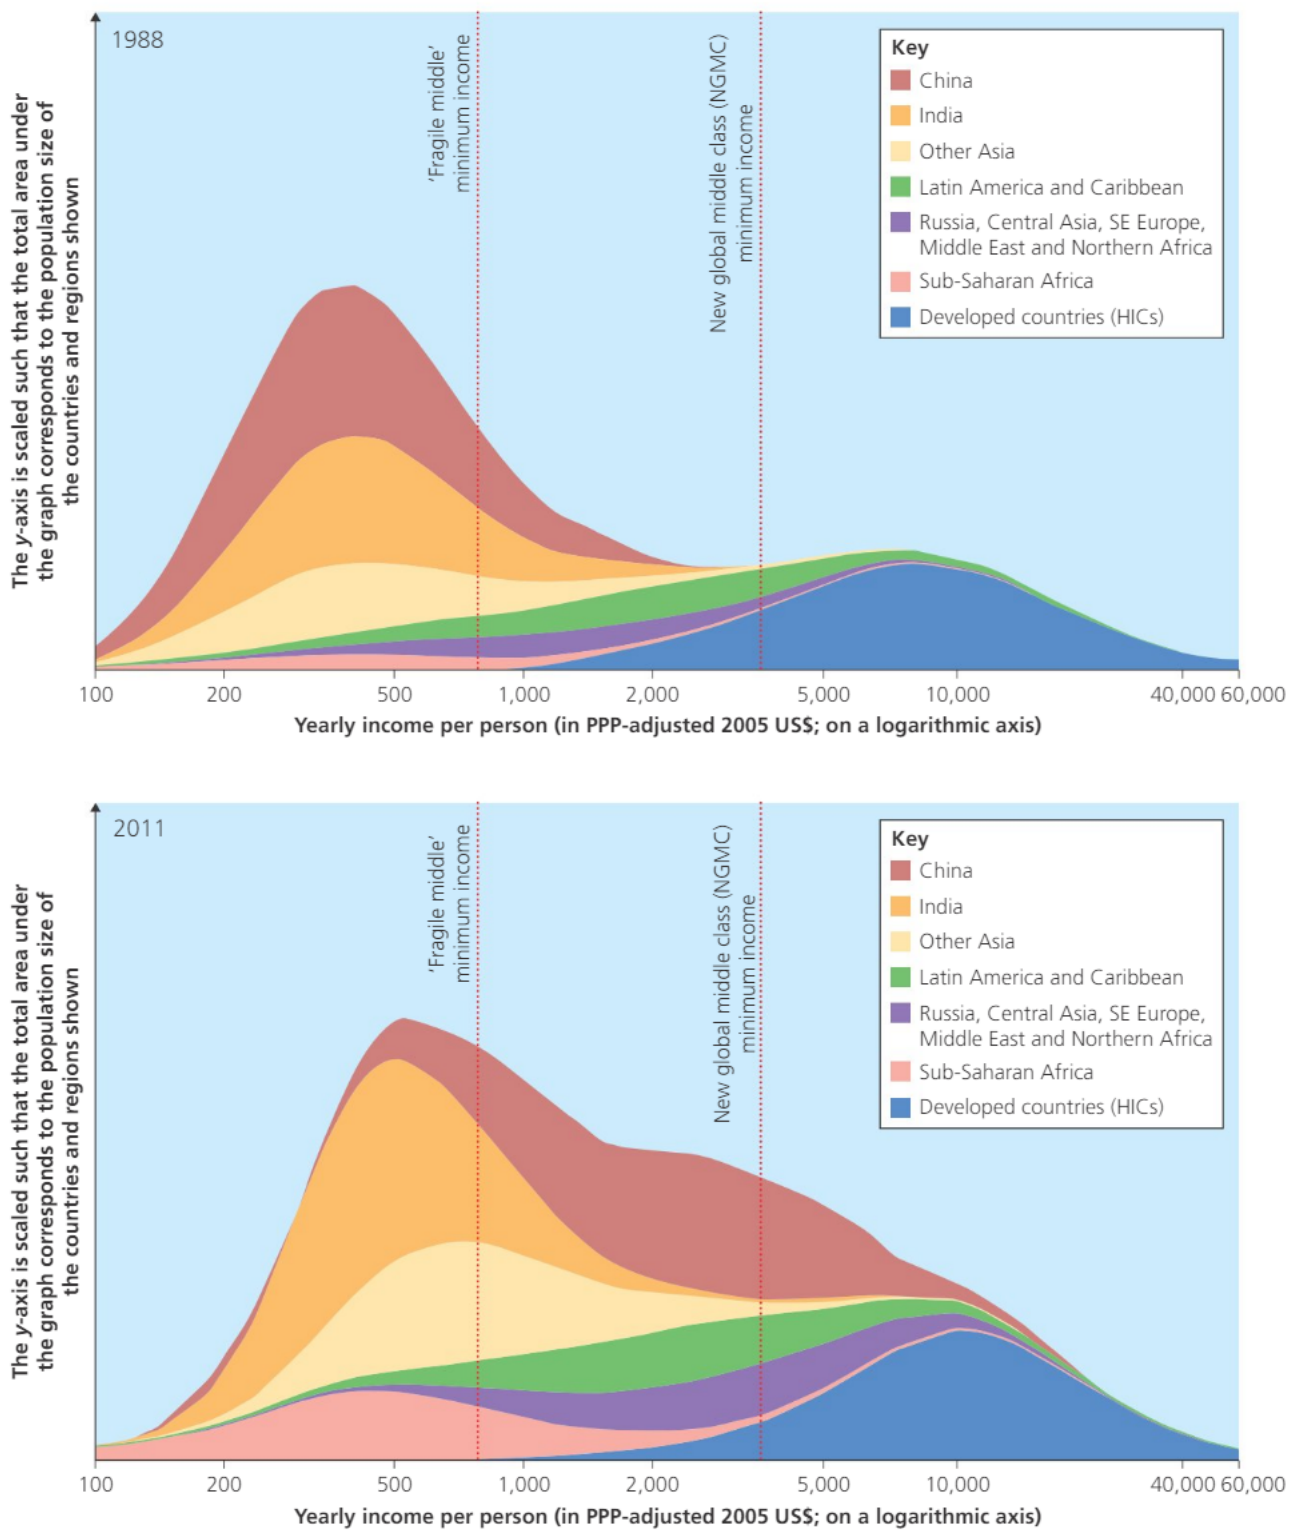 1988
'Fragile middle'
minimum income
New global middle class (NGMC)
minimum income
Key
China
India
Other Asia
Latin America and Caribbean
Russia, Central Asia, SE Europe,
Middle East and Northern Africa
Sub-Saharan Africa
Developed countries (HICs)
The y-axis is scaled such that the total area under
the graph corresponds to the population size of
the countries and regions shown
100 200 500 1,000 2,000 5,000 10,000 40,000 60,000
Yearly income per person (in PPP-adjusted 2005 US$; on a logarithmic axis)
2011
'Fragile middle'
minimum income
New global middle class (NGMC)
minimum income
Key
China
India
Other Asia
Latin America and Caribbean
Russia, Central Asia, SE Europe,
Middle East and Northern Africa
Sub-Saharan Africa
Developed countries (HICs)
The y-axis is scaled such that the total area under
the graph corresponds to the population size of
the countries and regions shown
100 200 500 1,000 2,000 5,000 10,000 40,000 60,000
Yearly income per person (in PPP-adjusted 2005 US$; on a logarithmic axis)